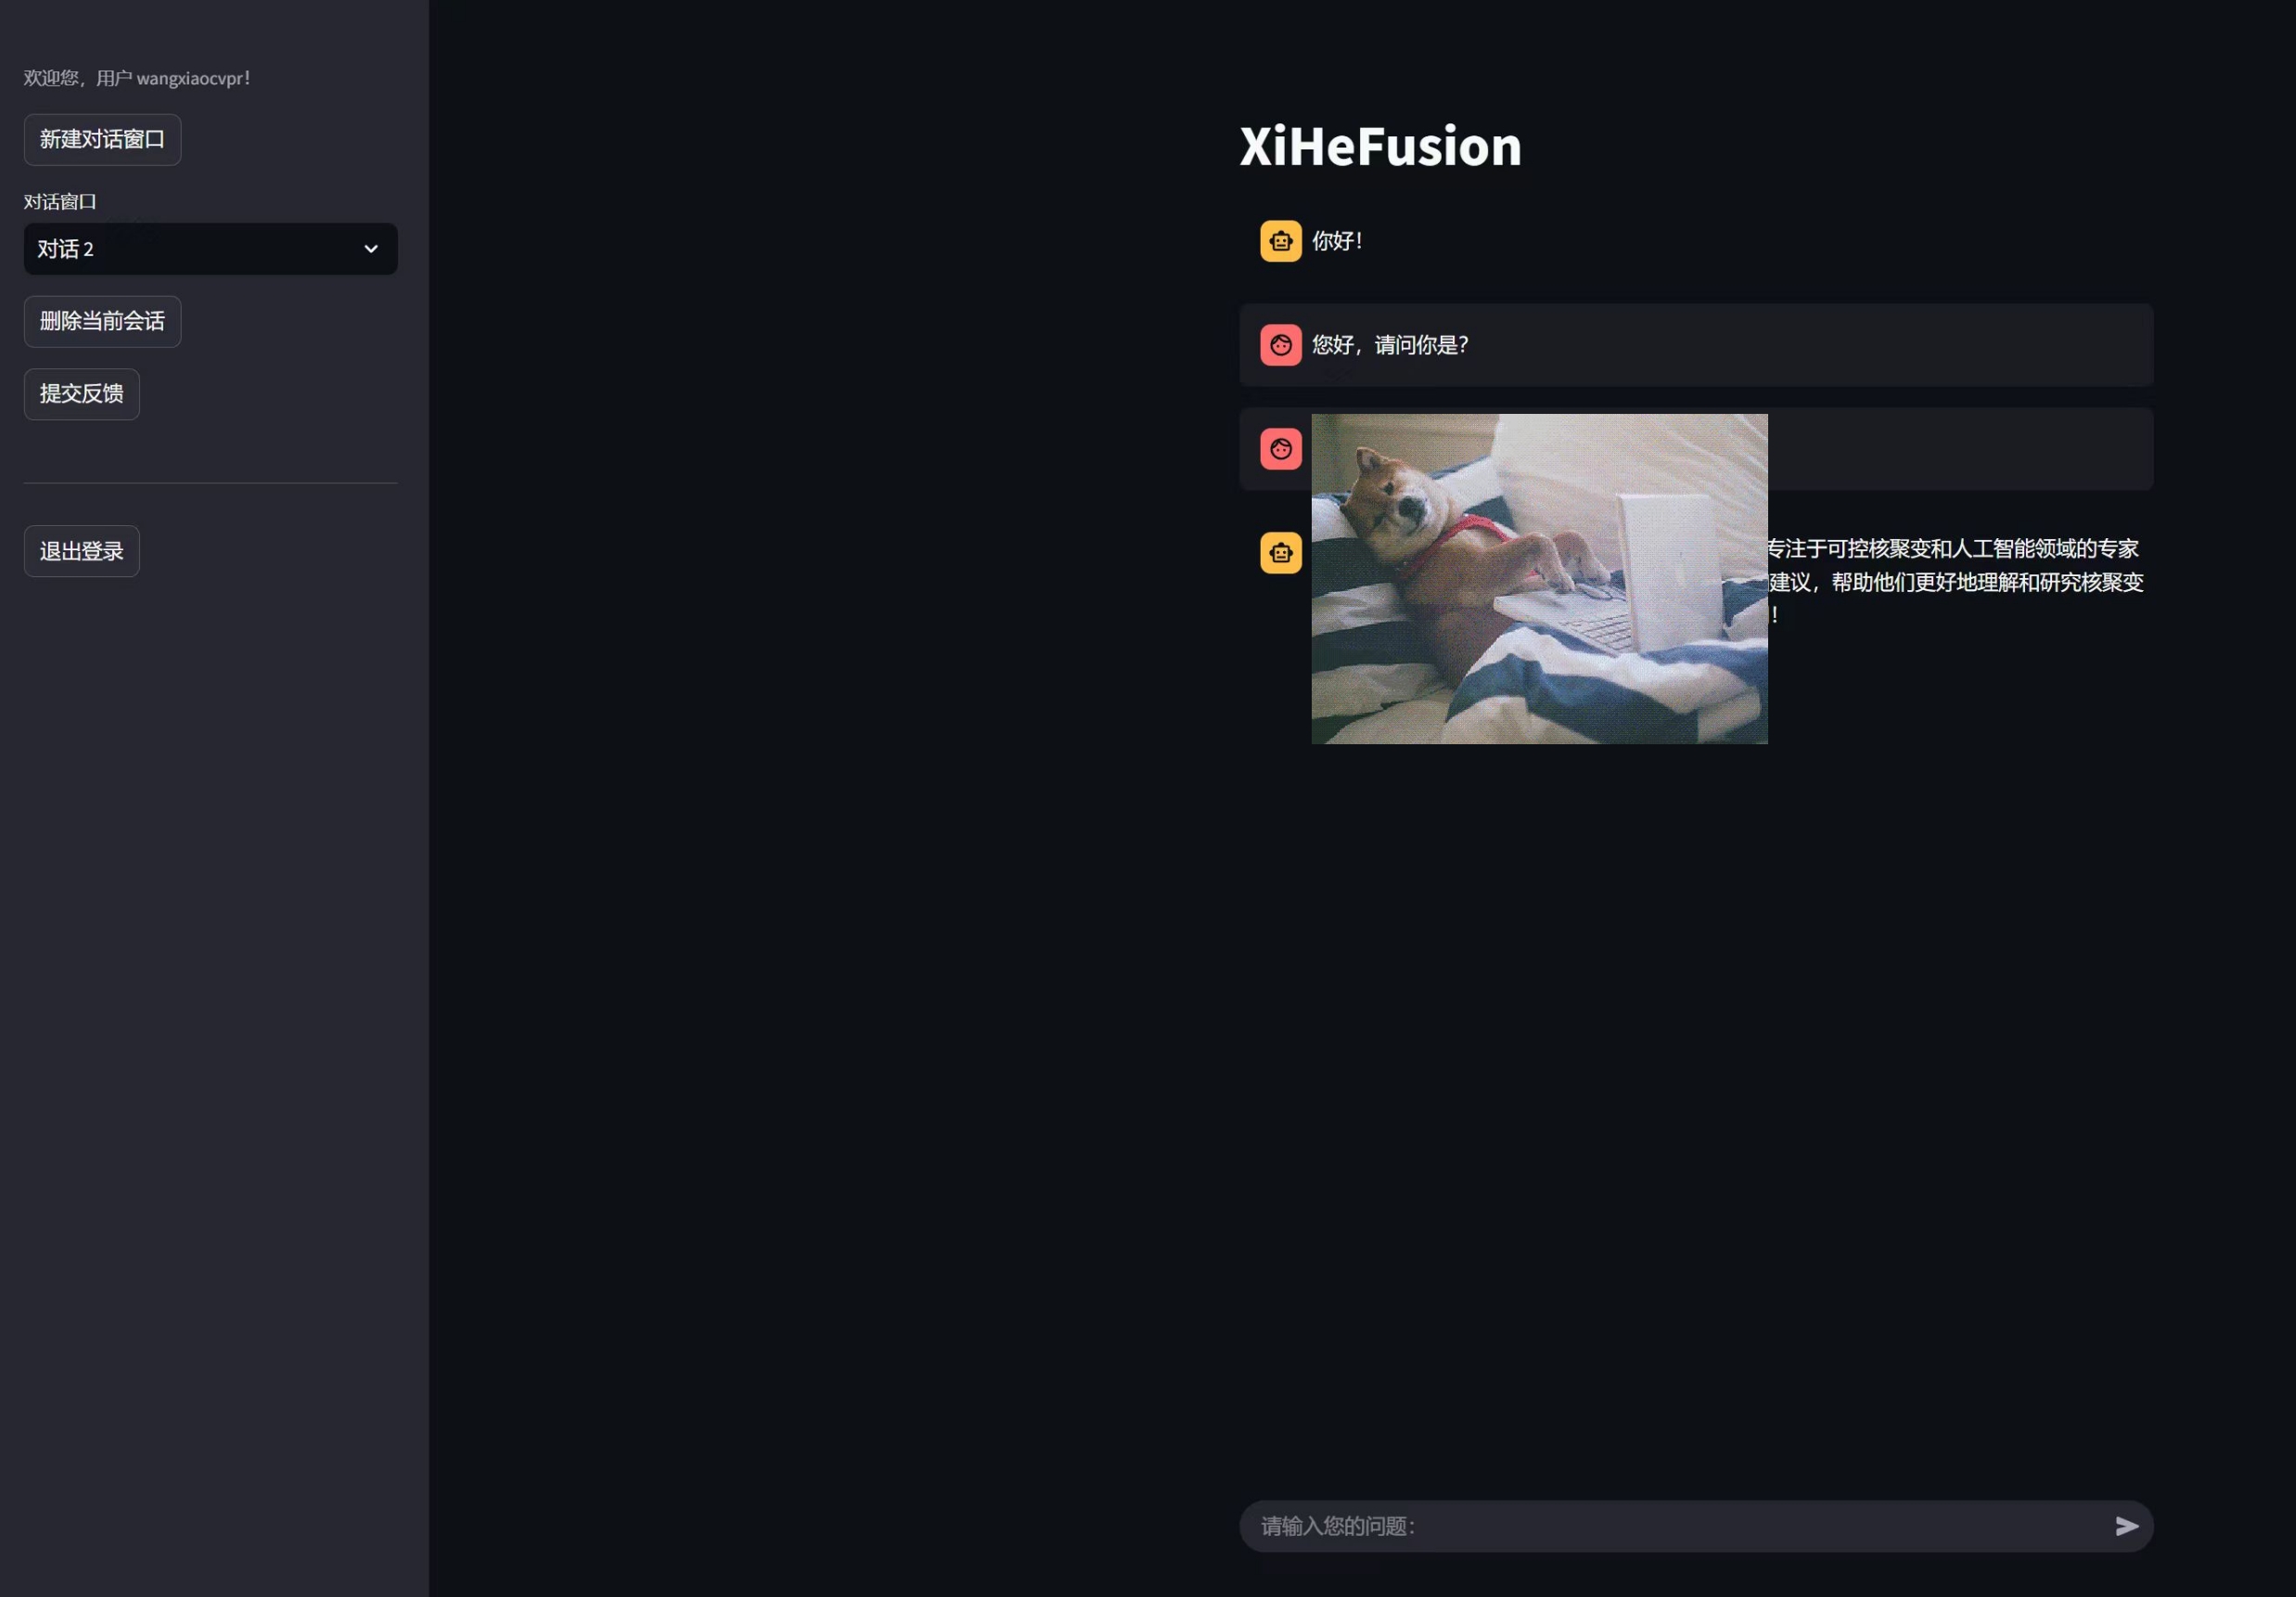 欢迎您，用户 wangxiaocvpr！
新建对话窗口
对话窗口
对话 2
删除当前会话
提交反馈
退出登录
XiHeFusion
你好！
您好，请问你是？
专注于可控核聚变和人工智能领域的专家
建议，帮助他们更好地理解和研究核聚变
！
请输入您的问题：